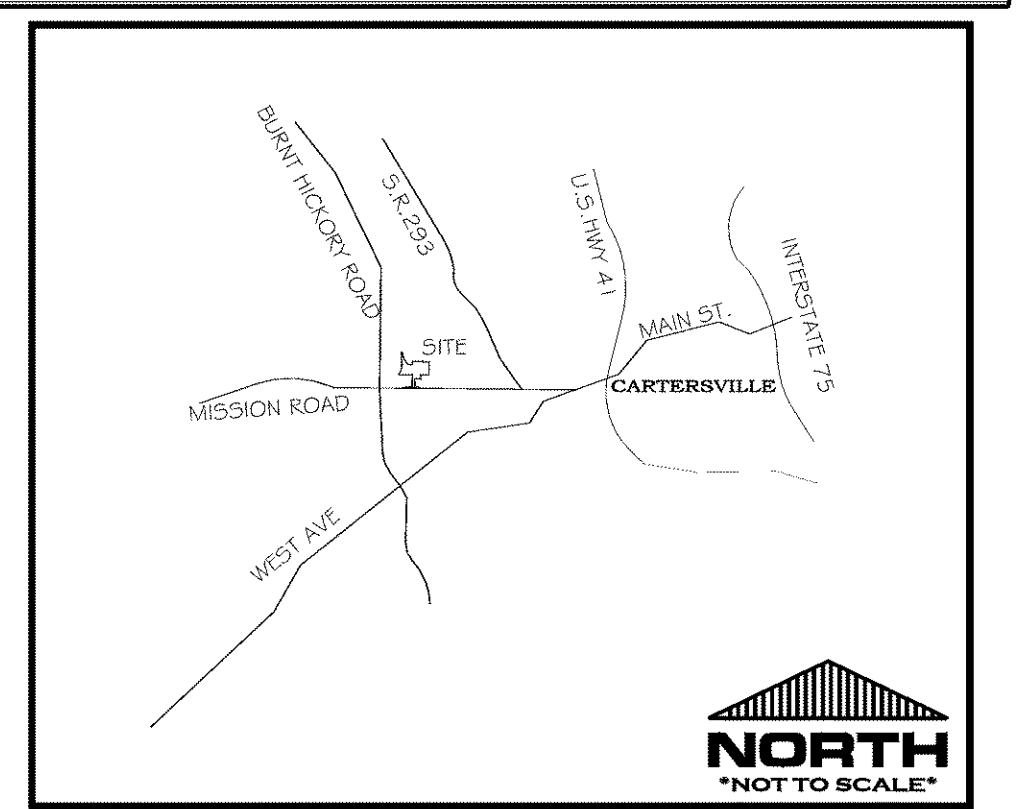 BURNT HICKORY ROAD
S.R.293
U.S.HWY 41
INTERSTATE 75
MAIN ST.
SITE
CARTERSVILLE
MISSION ROAD
WEST AVE
NORTH
*NOT TO SCALE*